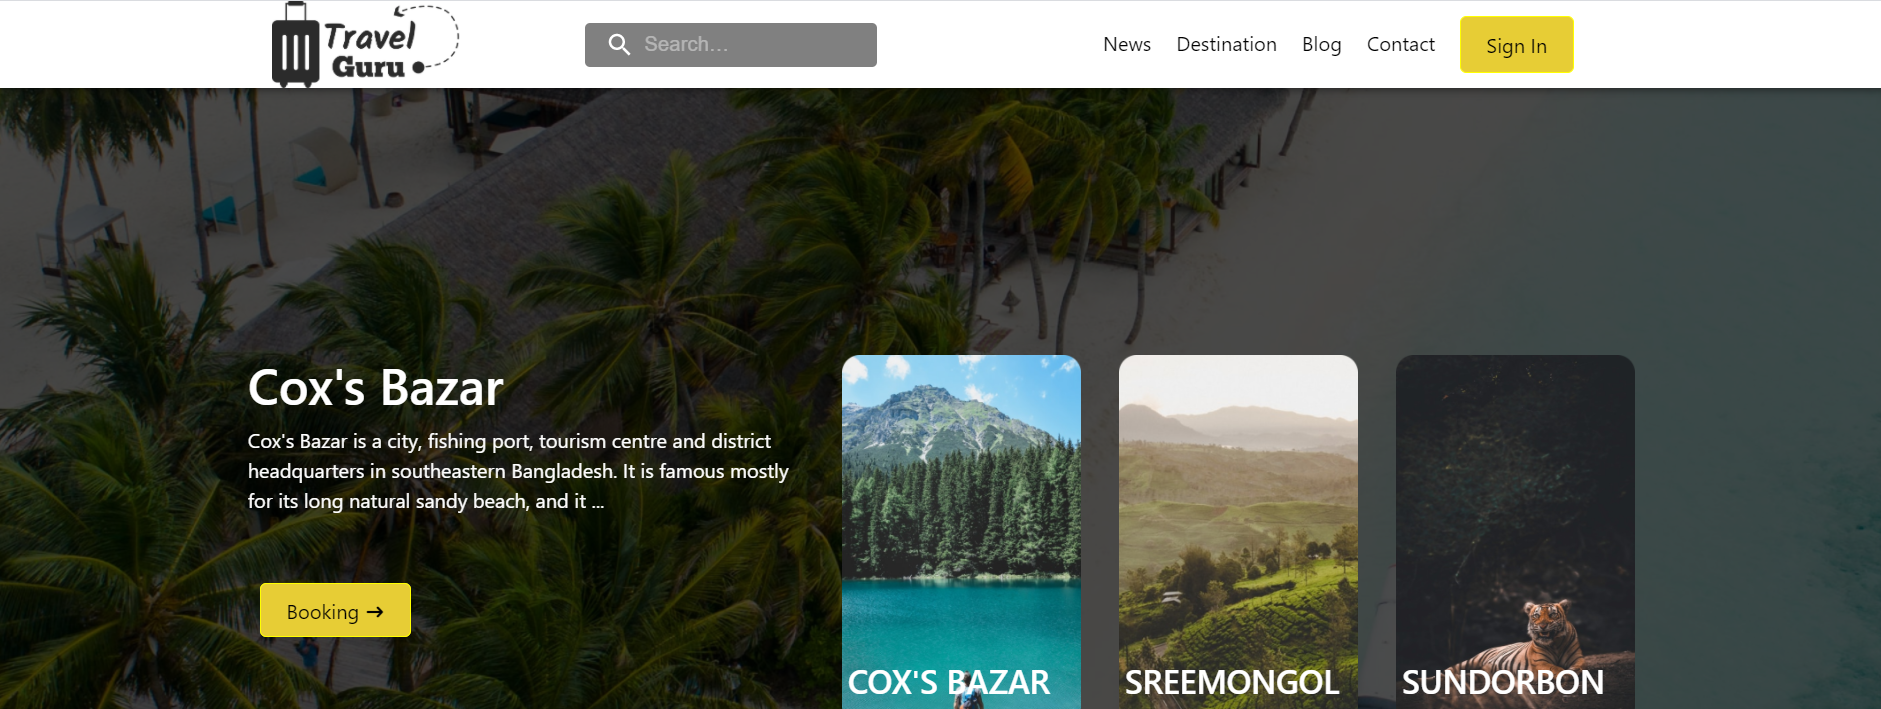 Travel
Guru
Search...
News
Destination
Blog
Contact
Sign In
Cox's Bazar
Cox's Bazar is a city, fishing port, tourism centre and district
headquarters in southeastern Bangladesh. It is famous mostly
for its long natural sandy beach, and it ...
Booking →
COX'S BAZAR
SREEMONGOL
SUNDORBON